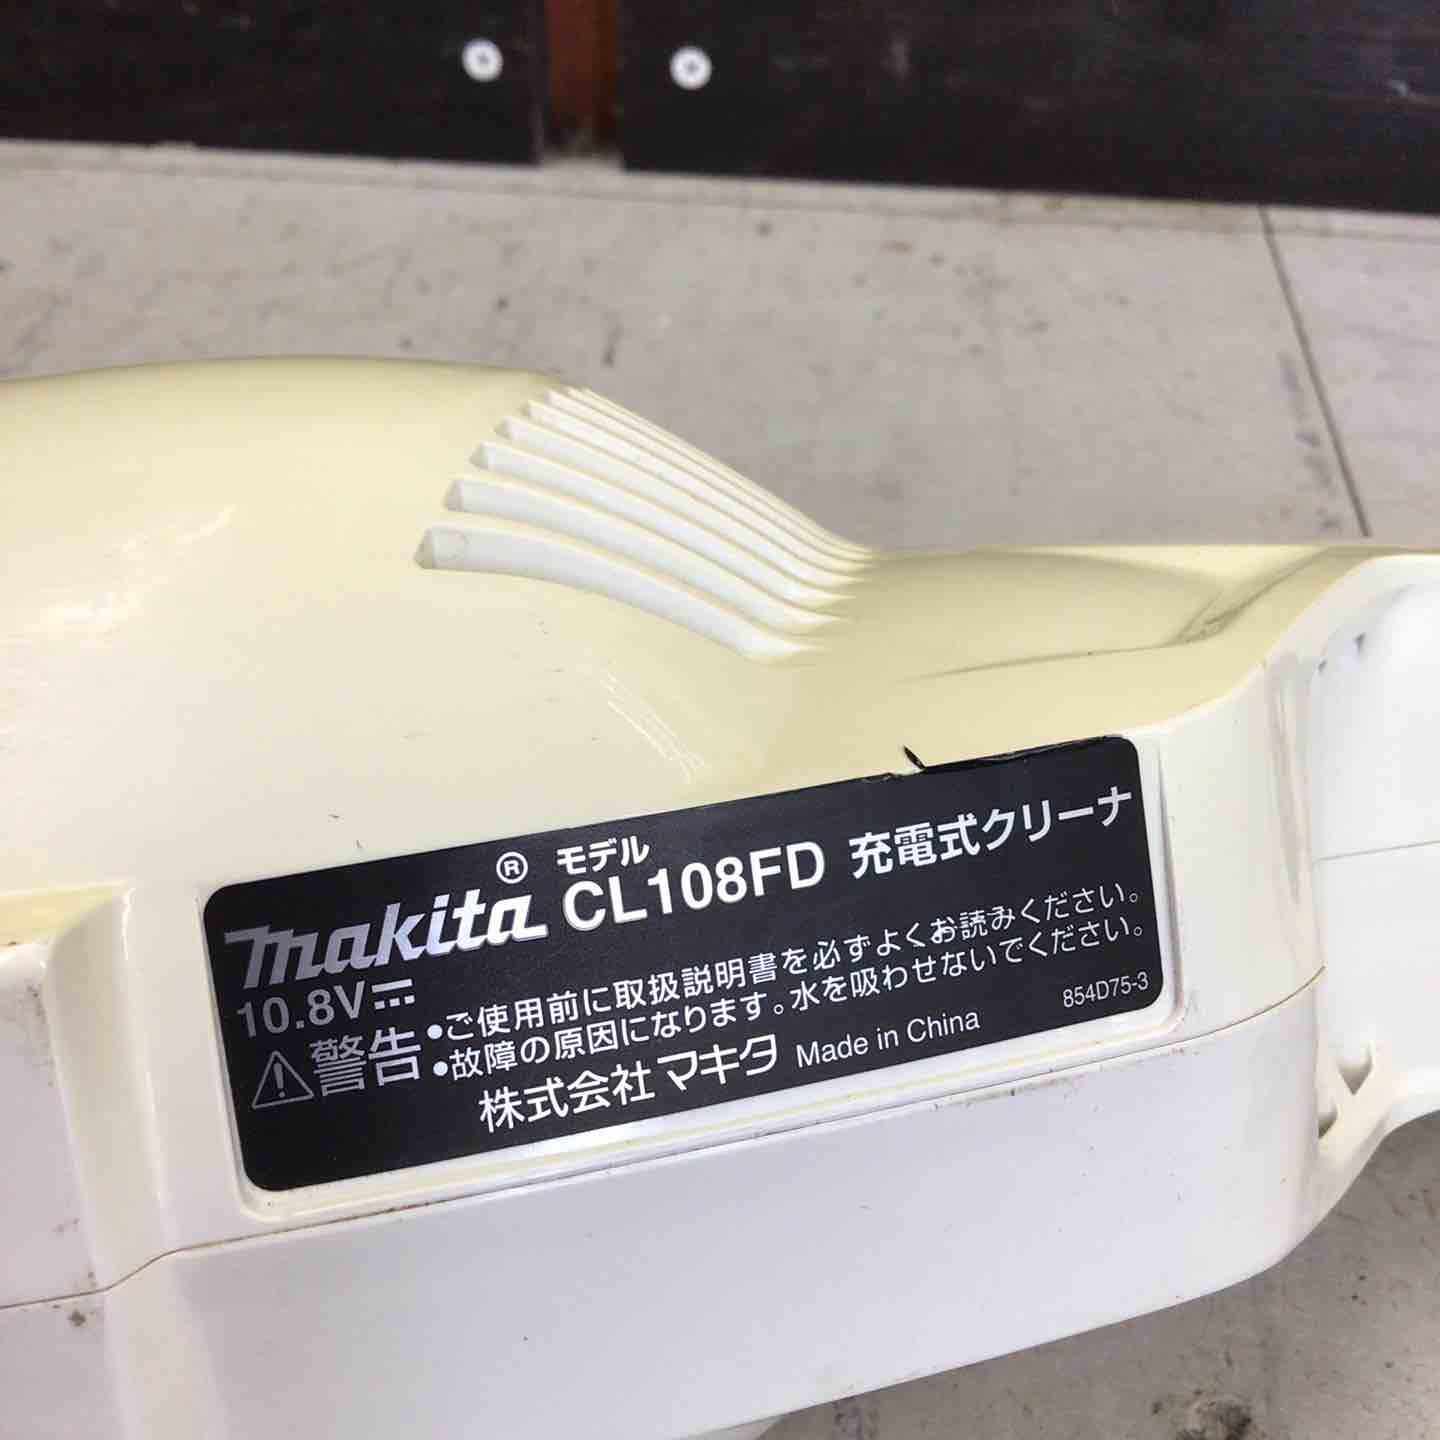 makita® モデル CL108FD 充電式クリーナ
10.8V
警告 •ご使用前に取扱説明書を必ずよくお読みください。
•故障の原因になります。水を吸わせないでください。
株式会社マキタ Made in China 854D75-3